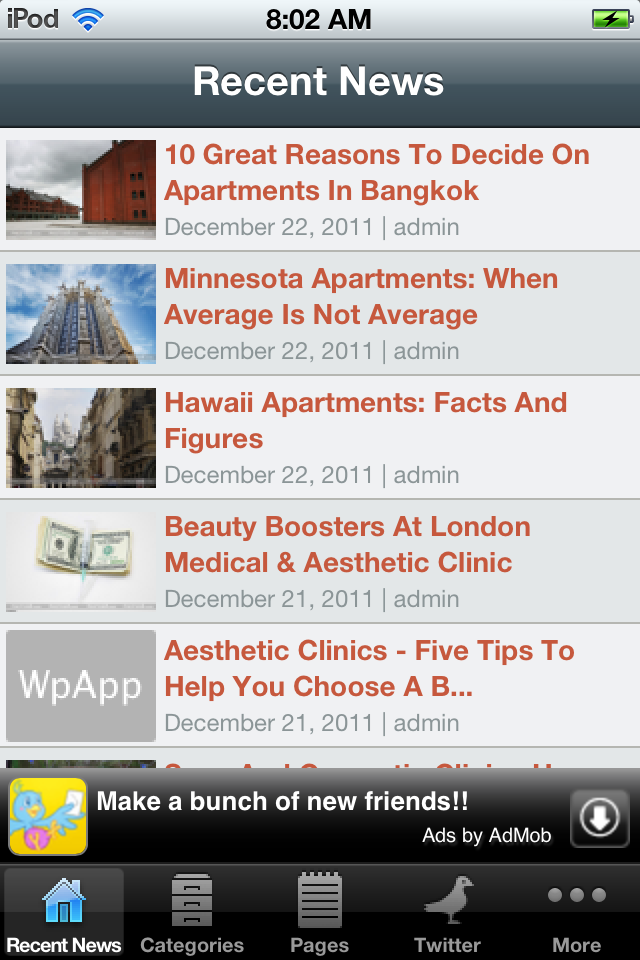 iPod
8:02 AM
Recent News
10 Great Reasons To Decide On
Apartments In Bangkok
December 22, 2011 | admin
Minnesota Apartments: When
Average Is Not Average
December 22, 2011 | admin
Hawaii Apartments: Facts And
Figures
December 22, 2011 | admin
Beauty Boosters At London
Medical & Aesthetic Clinic
December 21, 2011 | admin
WpApp
Aesthetic Clinics - Five Tips To
Help You Choose A B...
December 21, 2011 | admin
Make a bunch of new friends!!
Ads by AdMob
Recent News
Categories
Pages
Twitter
More